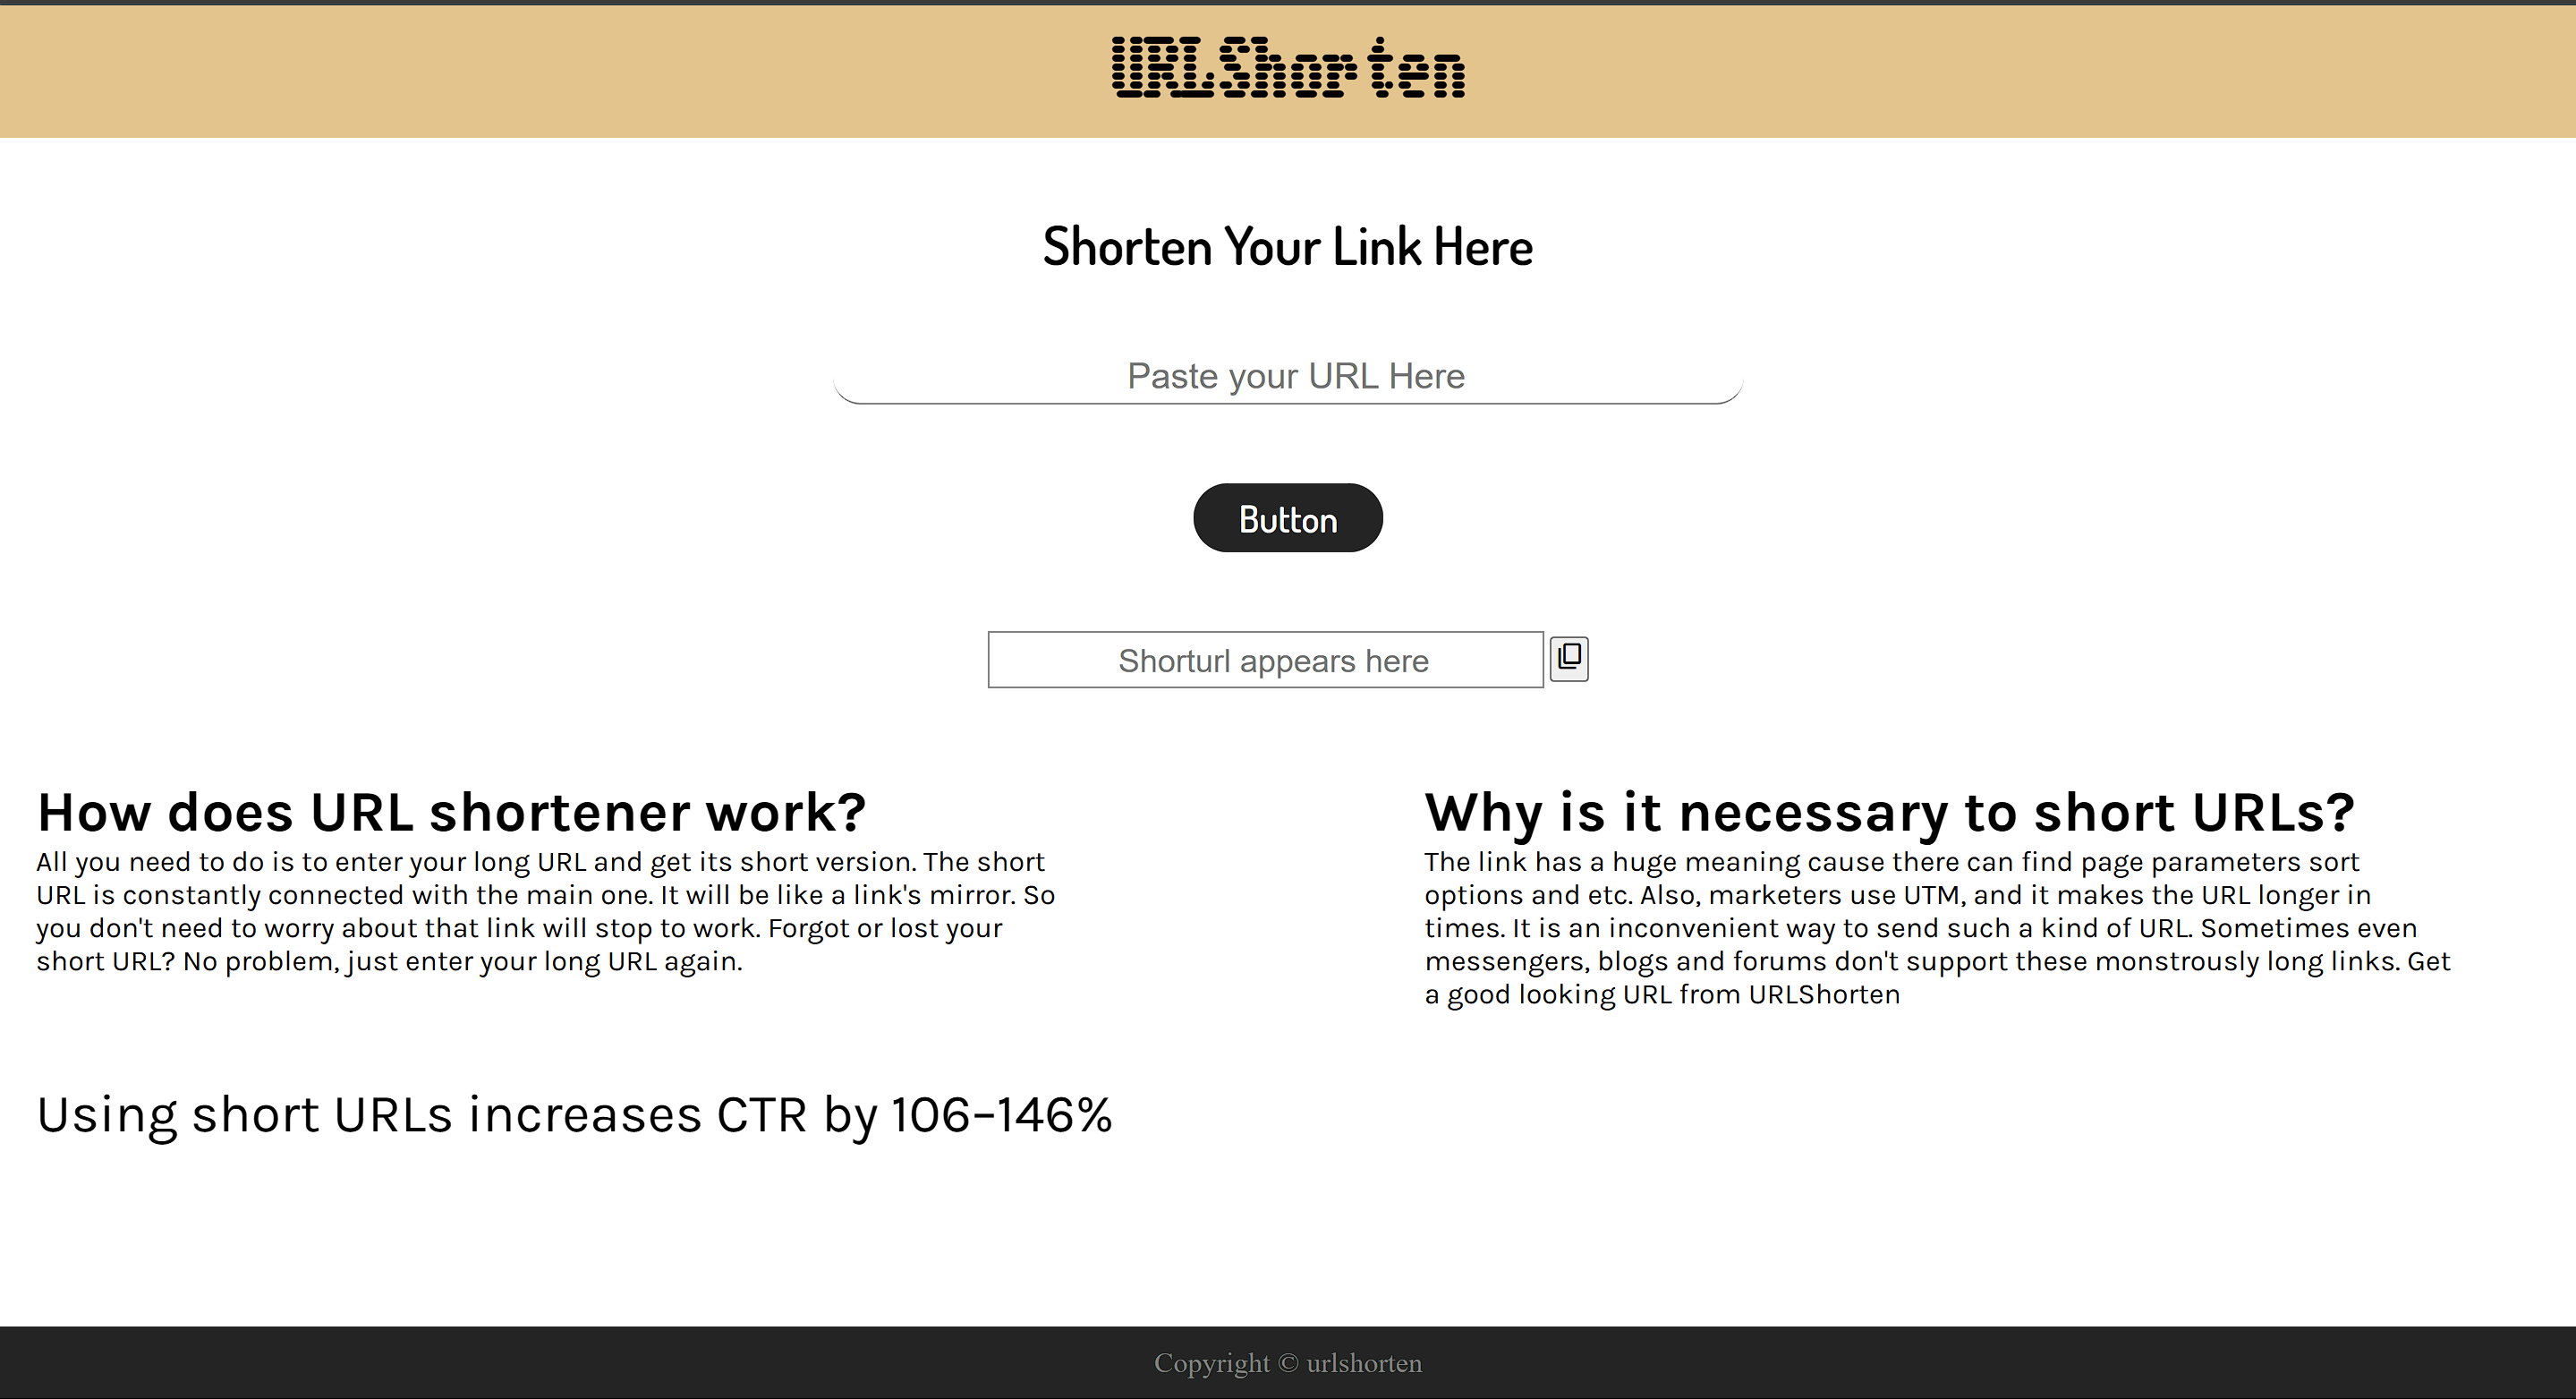 URLShorten
Shorten Your Link Here
Paste your URL Here
Button
Shorturl appears here
How does URL shortener work?
All you need to do is to enter your long URL and get its short version. The short
URL is constantly connected with the main one. It will be like a link's mirror. So
you don't need to worry about that link will stop to work. Forgot or lost your
short URL? No problem, just enter your long URL again.
Why is it necessary to short URLs?
The link has a huge meaning cause there can find page parameters sort
options and etc. Also, marketers use UTM, and it makes the URL longer in
times. It is an inconvenient way to send such a kind of URL. Sometimes even
messengers, blogs and forums don't support these monstrously long links. Get
a good looking URL from URLShorten
Using short URLs increases CTR by 106–146%
Copyright © urlshorten